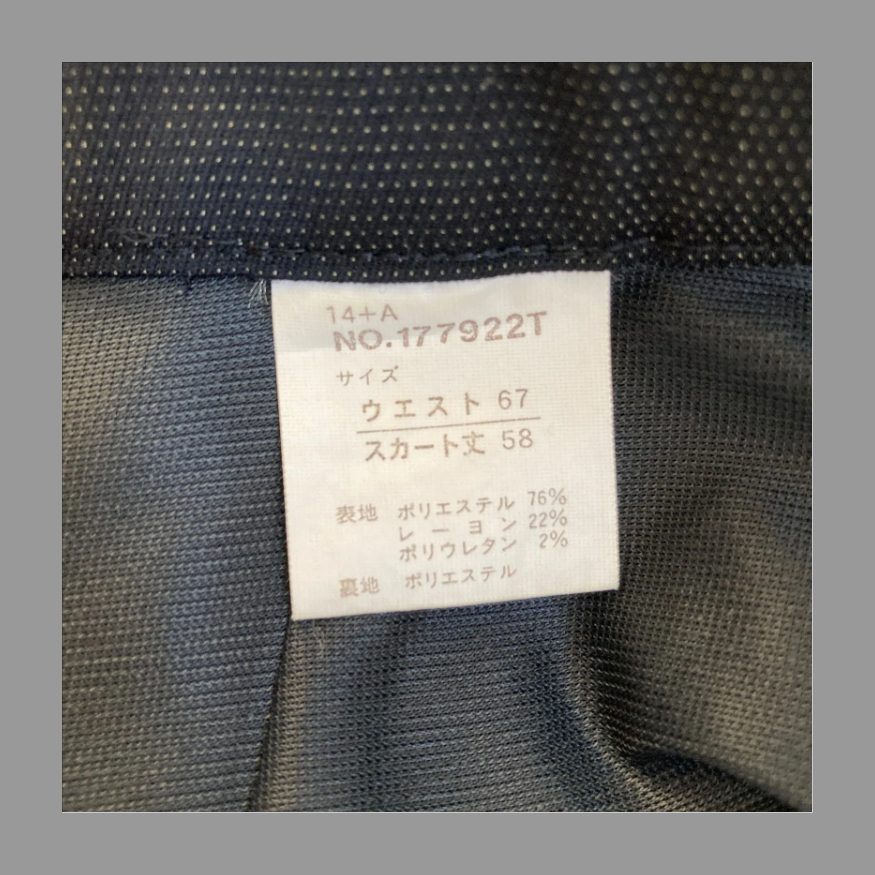 14+A
NO.177922T
サイズ
ウエスト 67
スカート丈 58
表地 ポリエステル 76%
レーヨン 22%
ポリウレタン 2%
裏地 ポリエステル